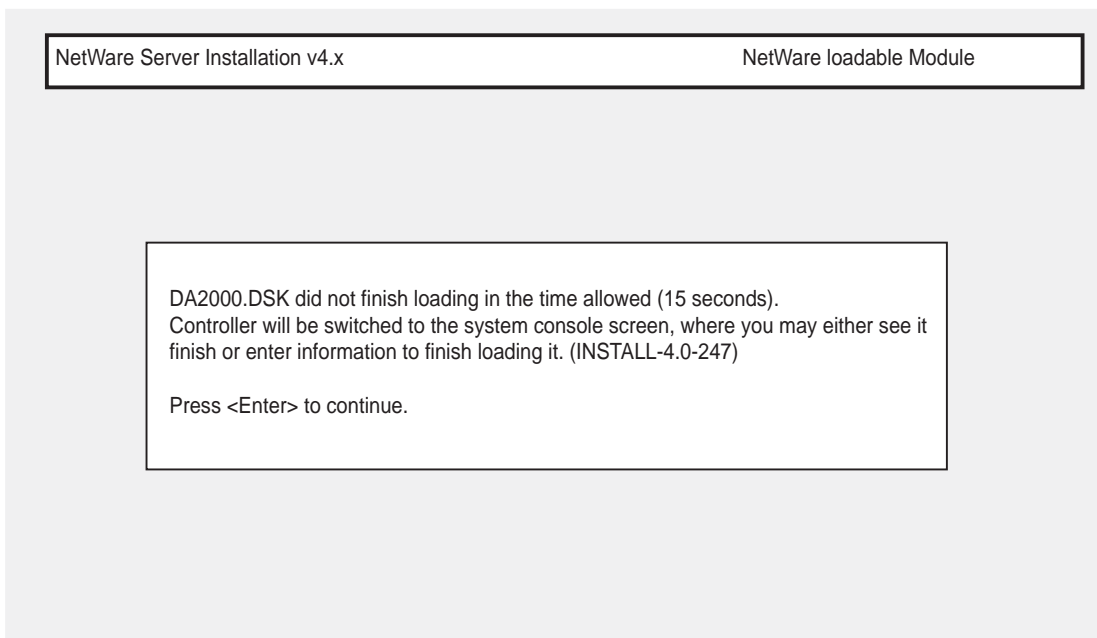 NetWare Server Installation v4.x NetWare loadable Module
DA2000.DSK did not finish loading in the time allowed (15 seconds).
Controller will be switched to the system console screen, where you may either see it
finish or enter information to finish loading it. (INSTALL-4.0-247)
Press <Enter> to continue.